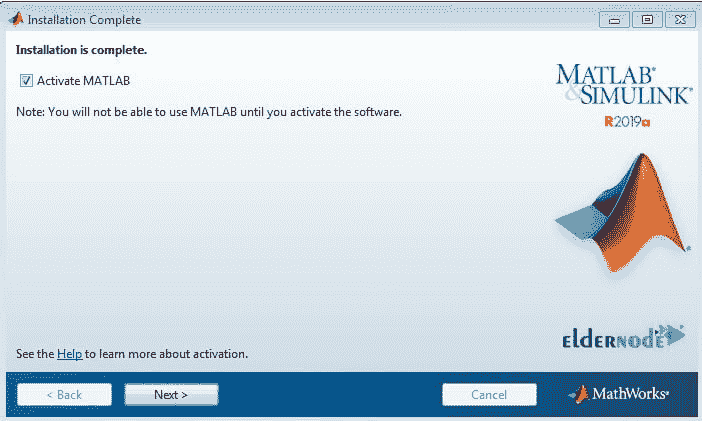 Installation Complete
Installation is complete.
Activate MATLAB
Note: You will not be able to use MATLAB until you activate the software.
MATLAB®
&SIMULINK®
R2019a
eldernode
See the Help to learn more about activation.
< Back
Next >
Cancel
MathWorks®